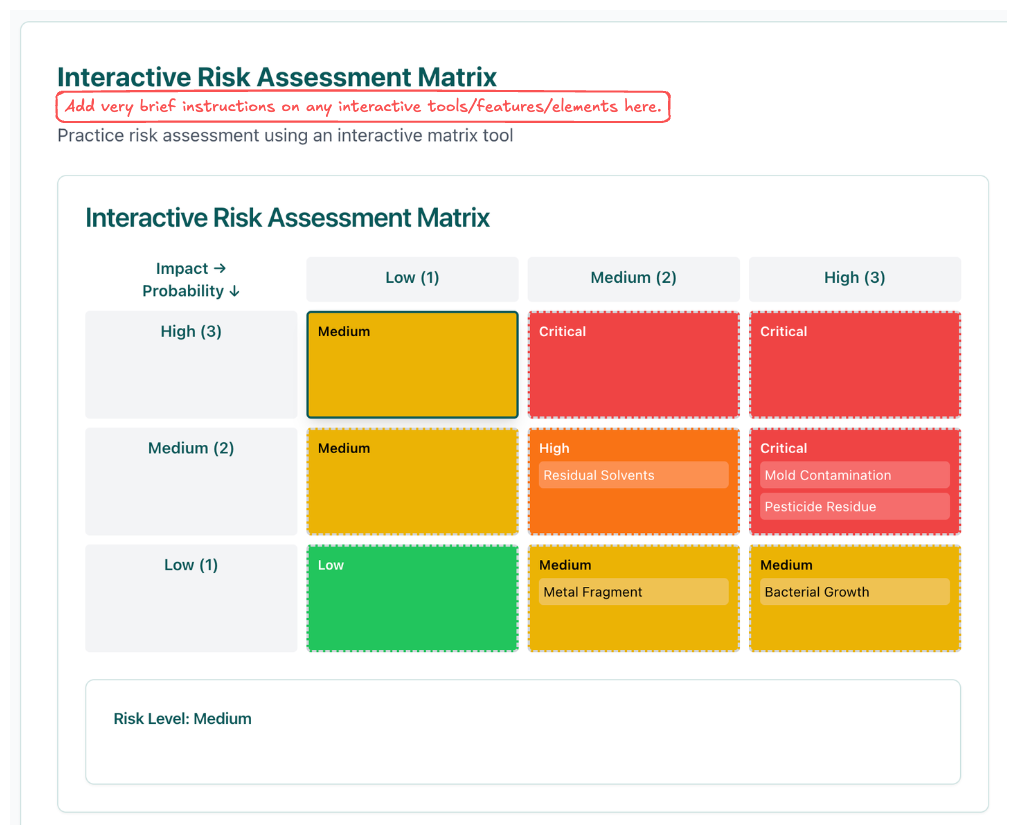 Interactive Risk Assessment Matrix
Add very brief instructions on any interactive tools/features/elements here.
Practice risk assessment using an interactive matrix tool
Interactive Risk Assessment Matrix
Impact →
Probability ↓
Low (1)
Medium (2)
High (3)
High (3)
Medium
Critical
Critical
Medium (2)
Medium
High
Residual Solvents
Critical
Mold Contamination
Pesticide Residue
Low (1)
Low
Medium
Metal Fragment
Medium
Bacterial Growth
Risk Level: Medium